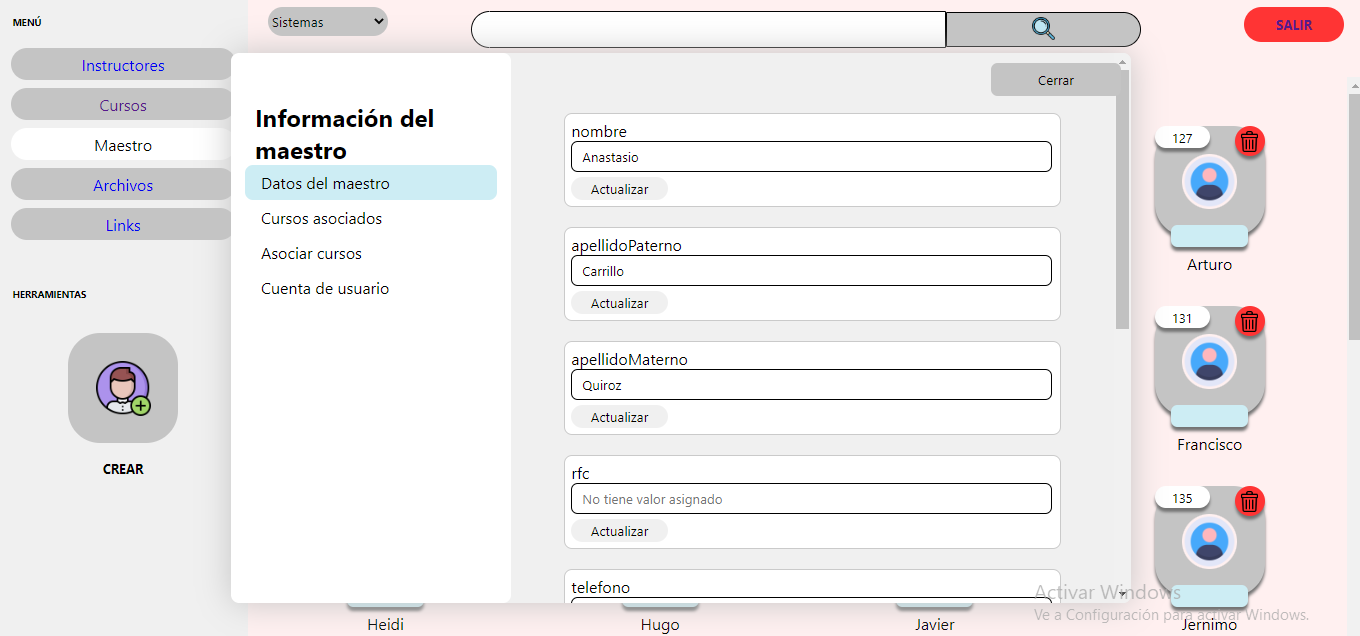 MENÚ
Sistemas
SALIR
Instructores
Cursos
Maestro
Archivos
Links
HERRAMIENTAS
CREAR
Información del
maestro
Datos del maestro
Cursos asociados
Asociar cursos
Cuenta de usuario
Cerrar
nombre
Anastasio
Actualizar
apellidoPaterno
Carrillo
Actualizar
apellidoMaterno
Quiroz
Actualizar
rfc
No tiene valor asignado
Actualizar
telefono
127
Arturo
131
Francisco
135
Jernimo
Heidi
Hugo
Javier
Activar Windows
Ve a Configuración para activar Windows.